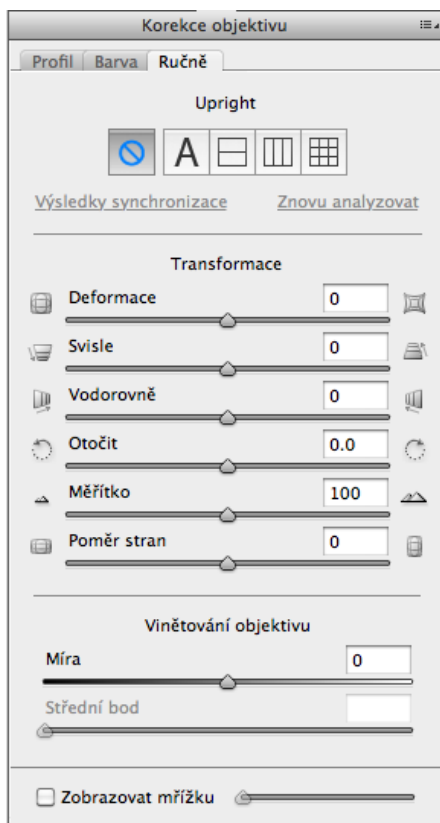 Korekce objektivu
Profil Barva Ručně
Upright
A
Výsledky synchronizace Znovu analyzovat
Transformace
Deformace 0
Svisle 0
Vodorovně 0
Otočit 0.0
Měřítko 100
Poměr stran 0
Vinětování objektivu
Míra 0
Střední bod
Zobrazovat mřížku